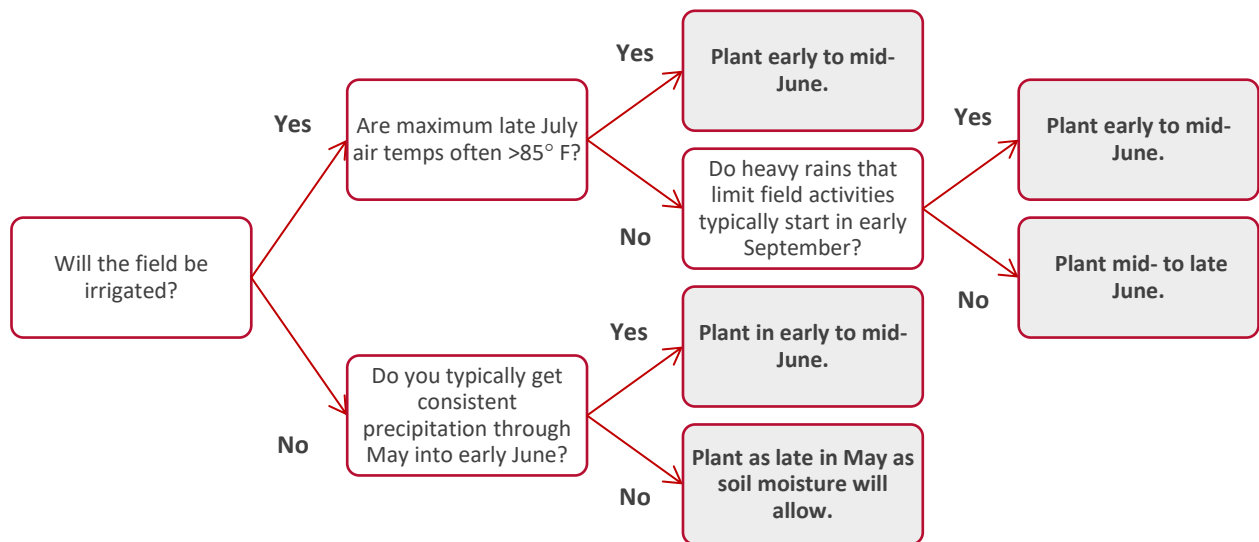 Will the field be
irrigated?
Yes
Are maximum late July
air temps often >85° F?
Yes
Plant early to mid-
June.
No
Do heavy rains that
limit field activities
typically start in early
September?
Yes
Plant early to mid-
June.
No
Plant mid- to late
June.
No
Do you typically get
consistent
precipitation through
May into early June?
Yes
Plant in early to mid-
June.
No
Plant as late in May as
soil moisture will
allow.